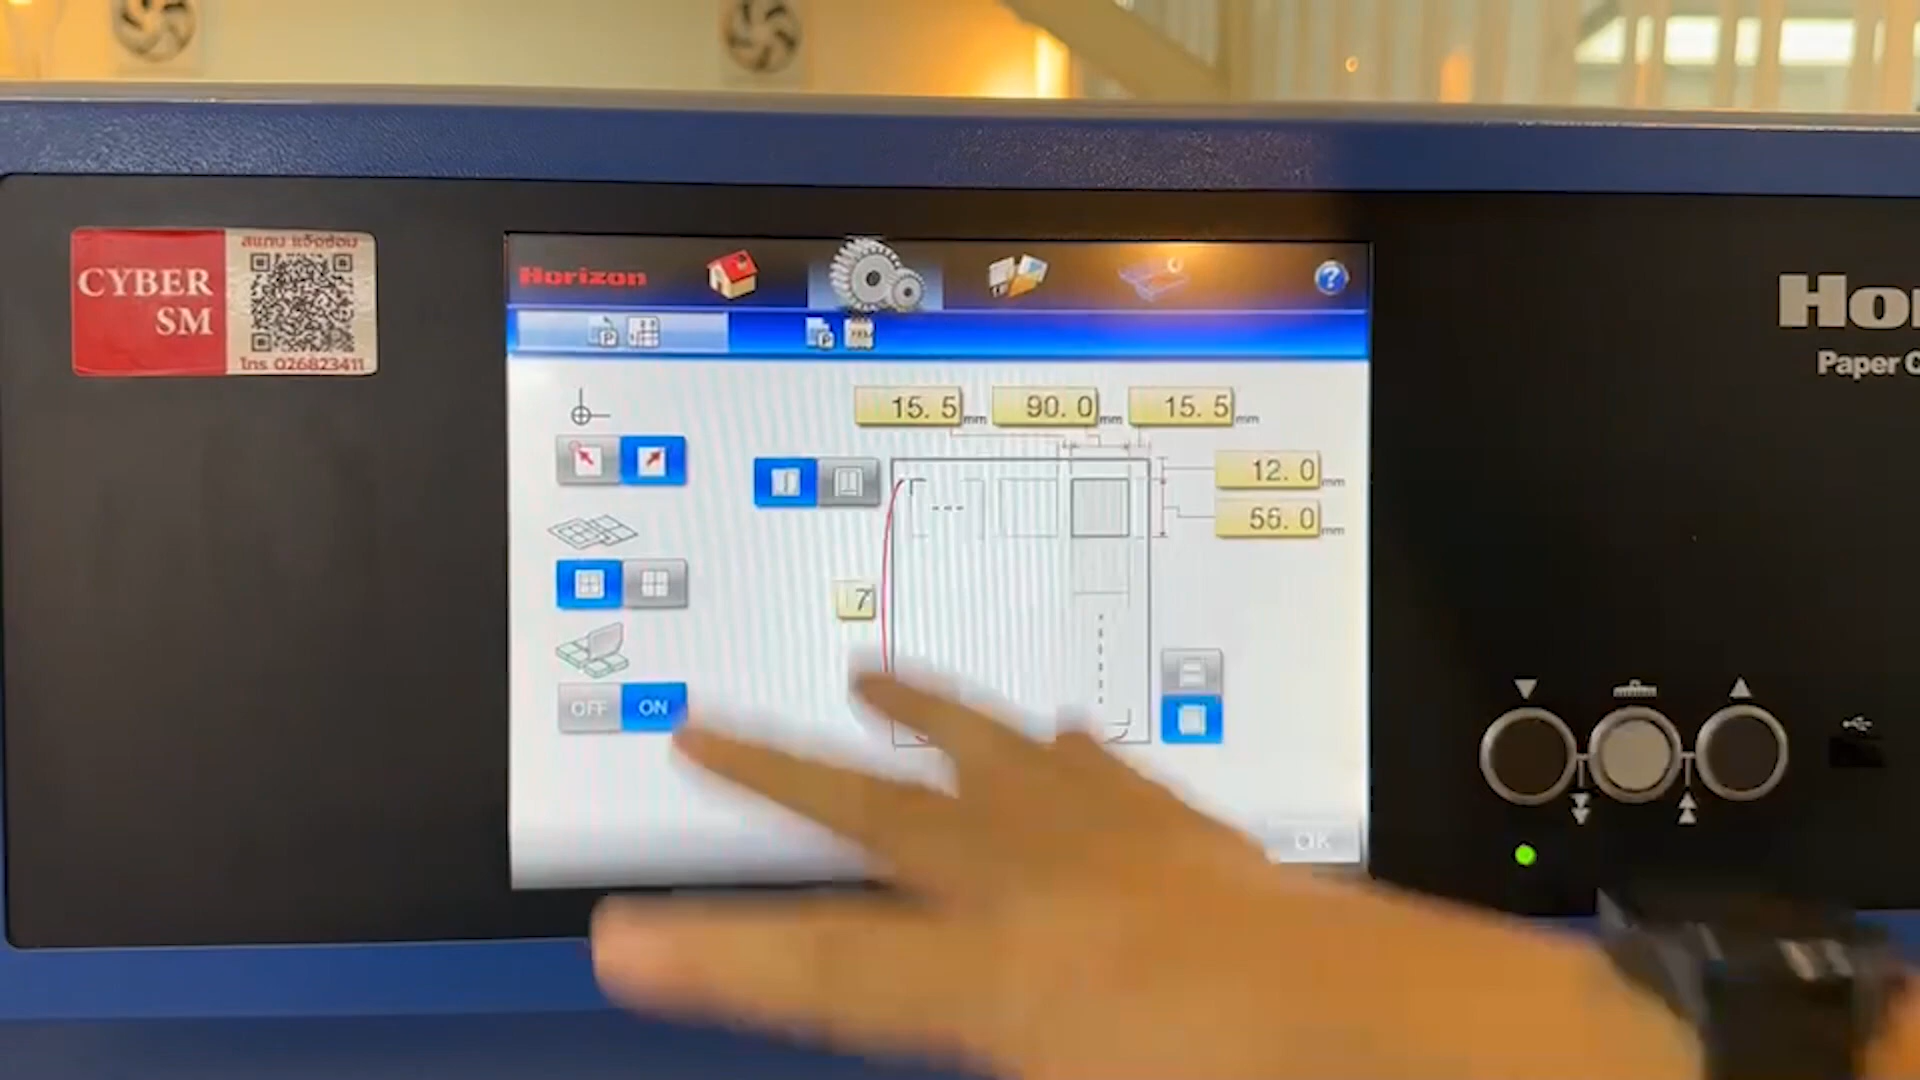 CYBER
SM
สแกน แจ้งซ่อม
โทร 026823411
Horizon
?
15.5 mm 90.0 mm 15.5 mm
12.0 mm
56.0 mm
7
OFF ON
OK
Ho
Paper